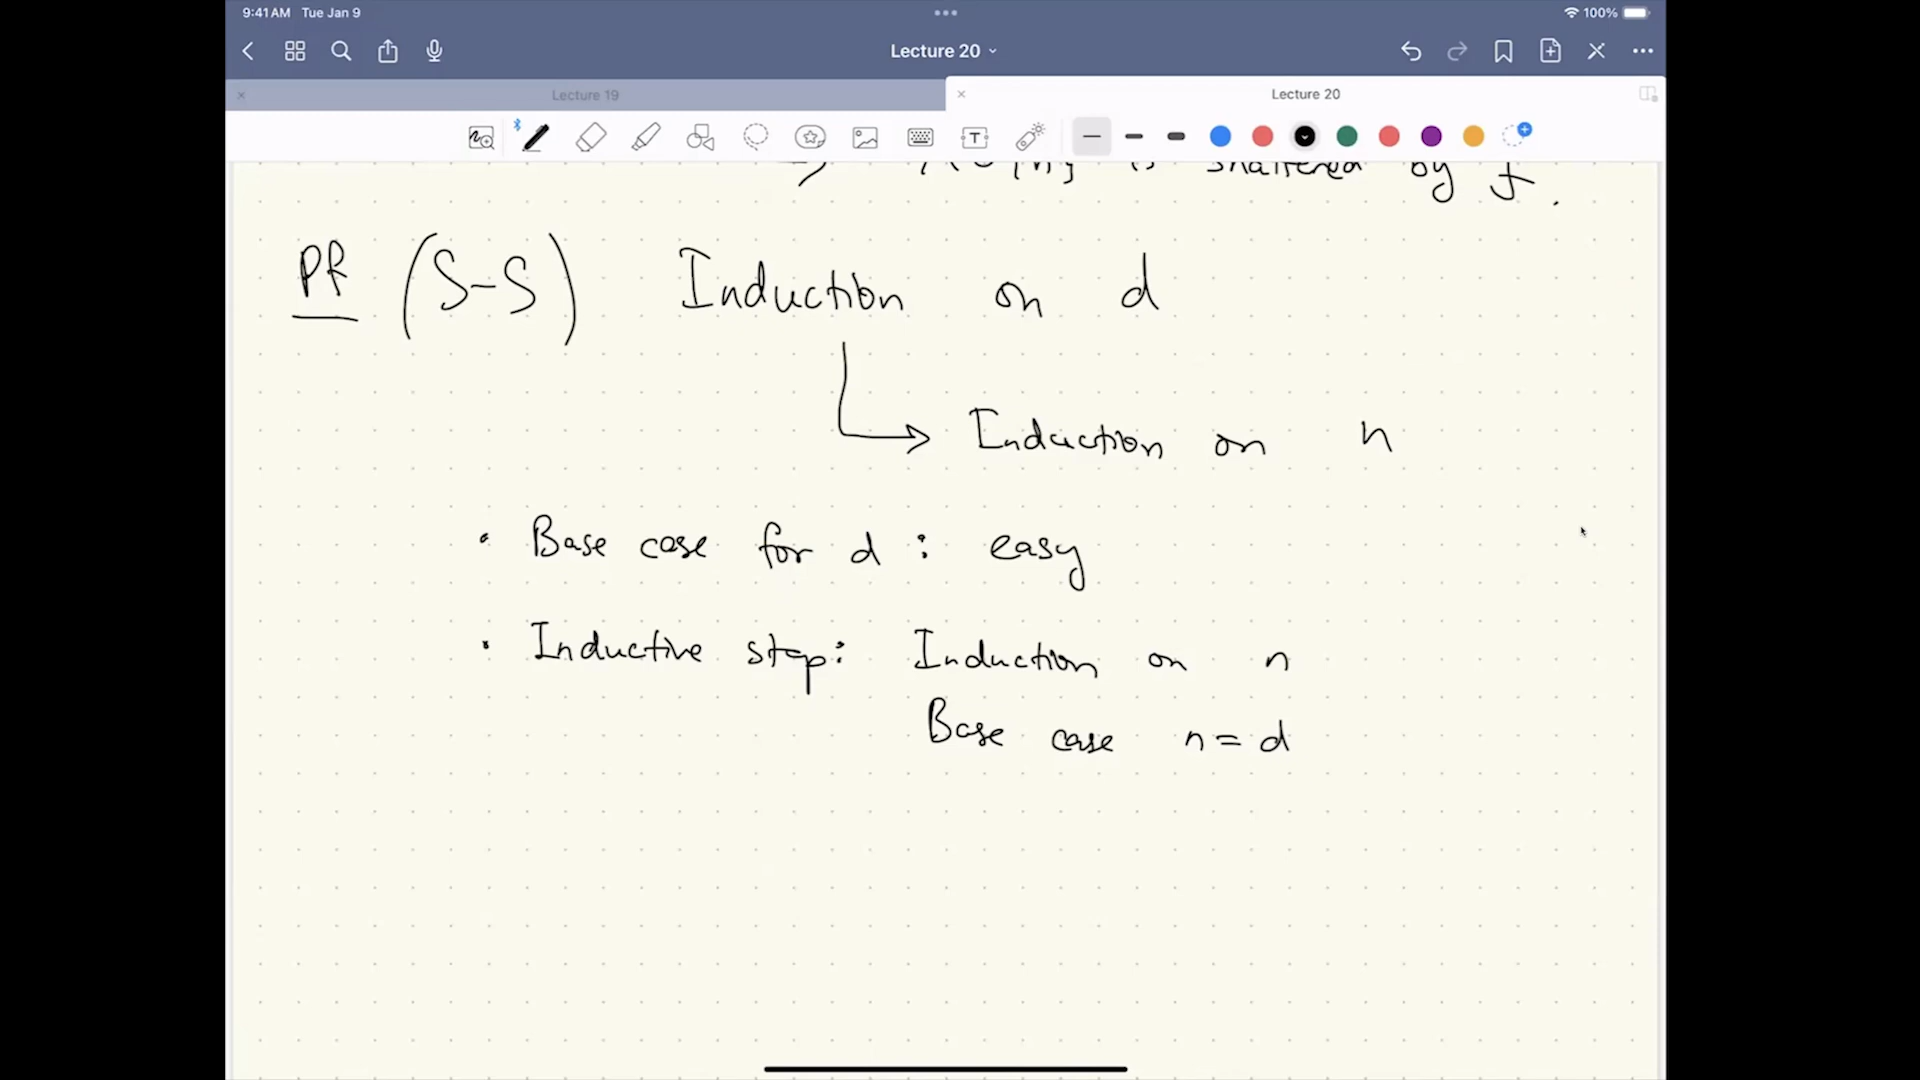 9:41 AM Tue Jan 9
100%
Lecture 20
Lecture 19
Lecture 20
is shattered by
Pf (S-S) Induction on d
Induction on n
• Base case for d : easy
• Inductive step: Induction on n
Base case n = d